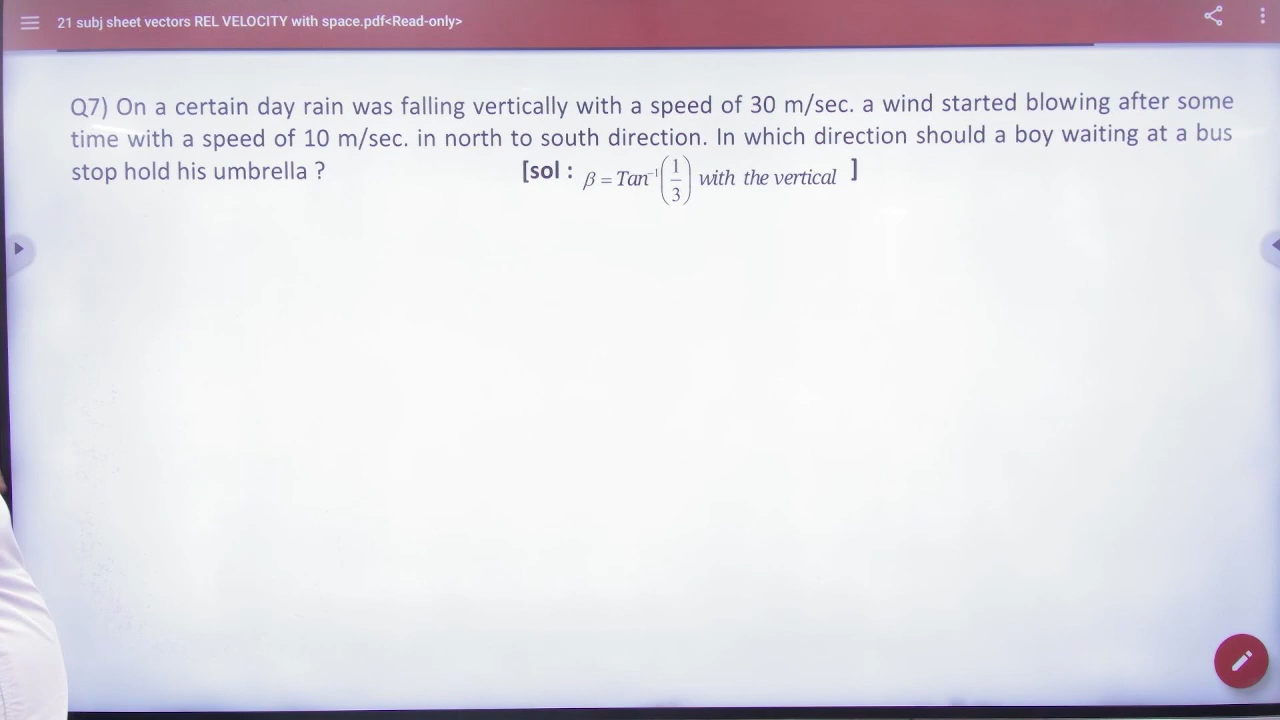 21 subj sheet vectors REL VELOCITY with space.pdf<Read-only>
Q7) On a certain day rain was falling vertically with a speed of 30 m/sec. a wind started blowing after some
time with a speed of 10 m/sec. in north to south direction. In which direction should a boy waiting at a bus
stop hold his umbrella ? [sol : β = Tan⁻¹(1/3) with the vertical ]